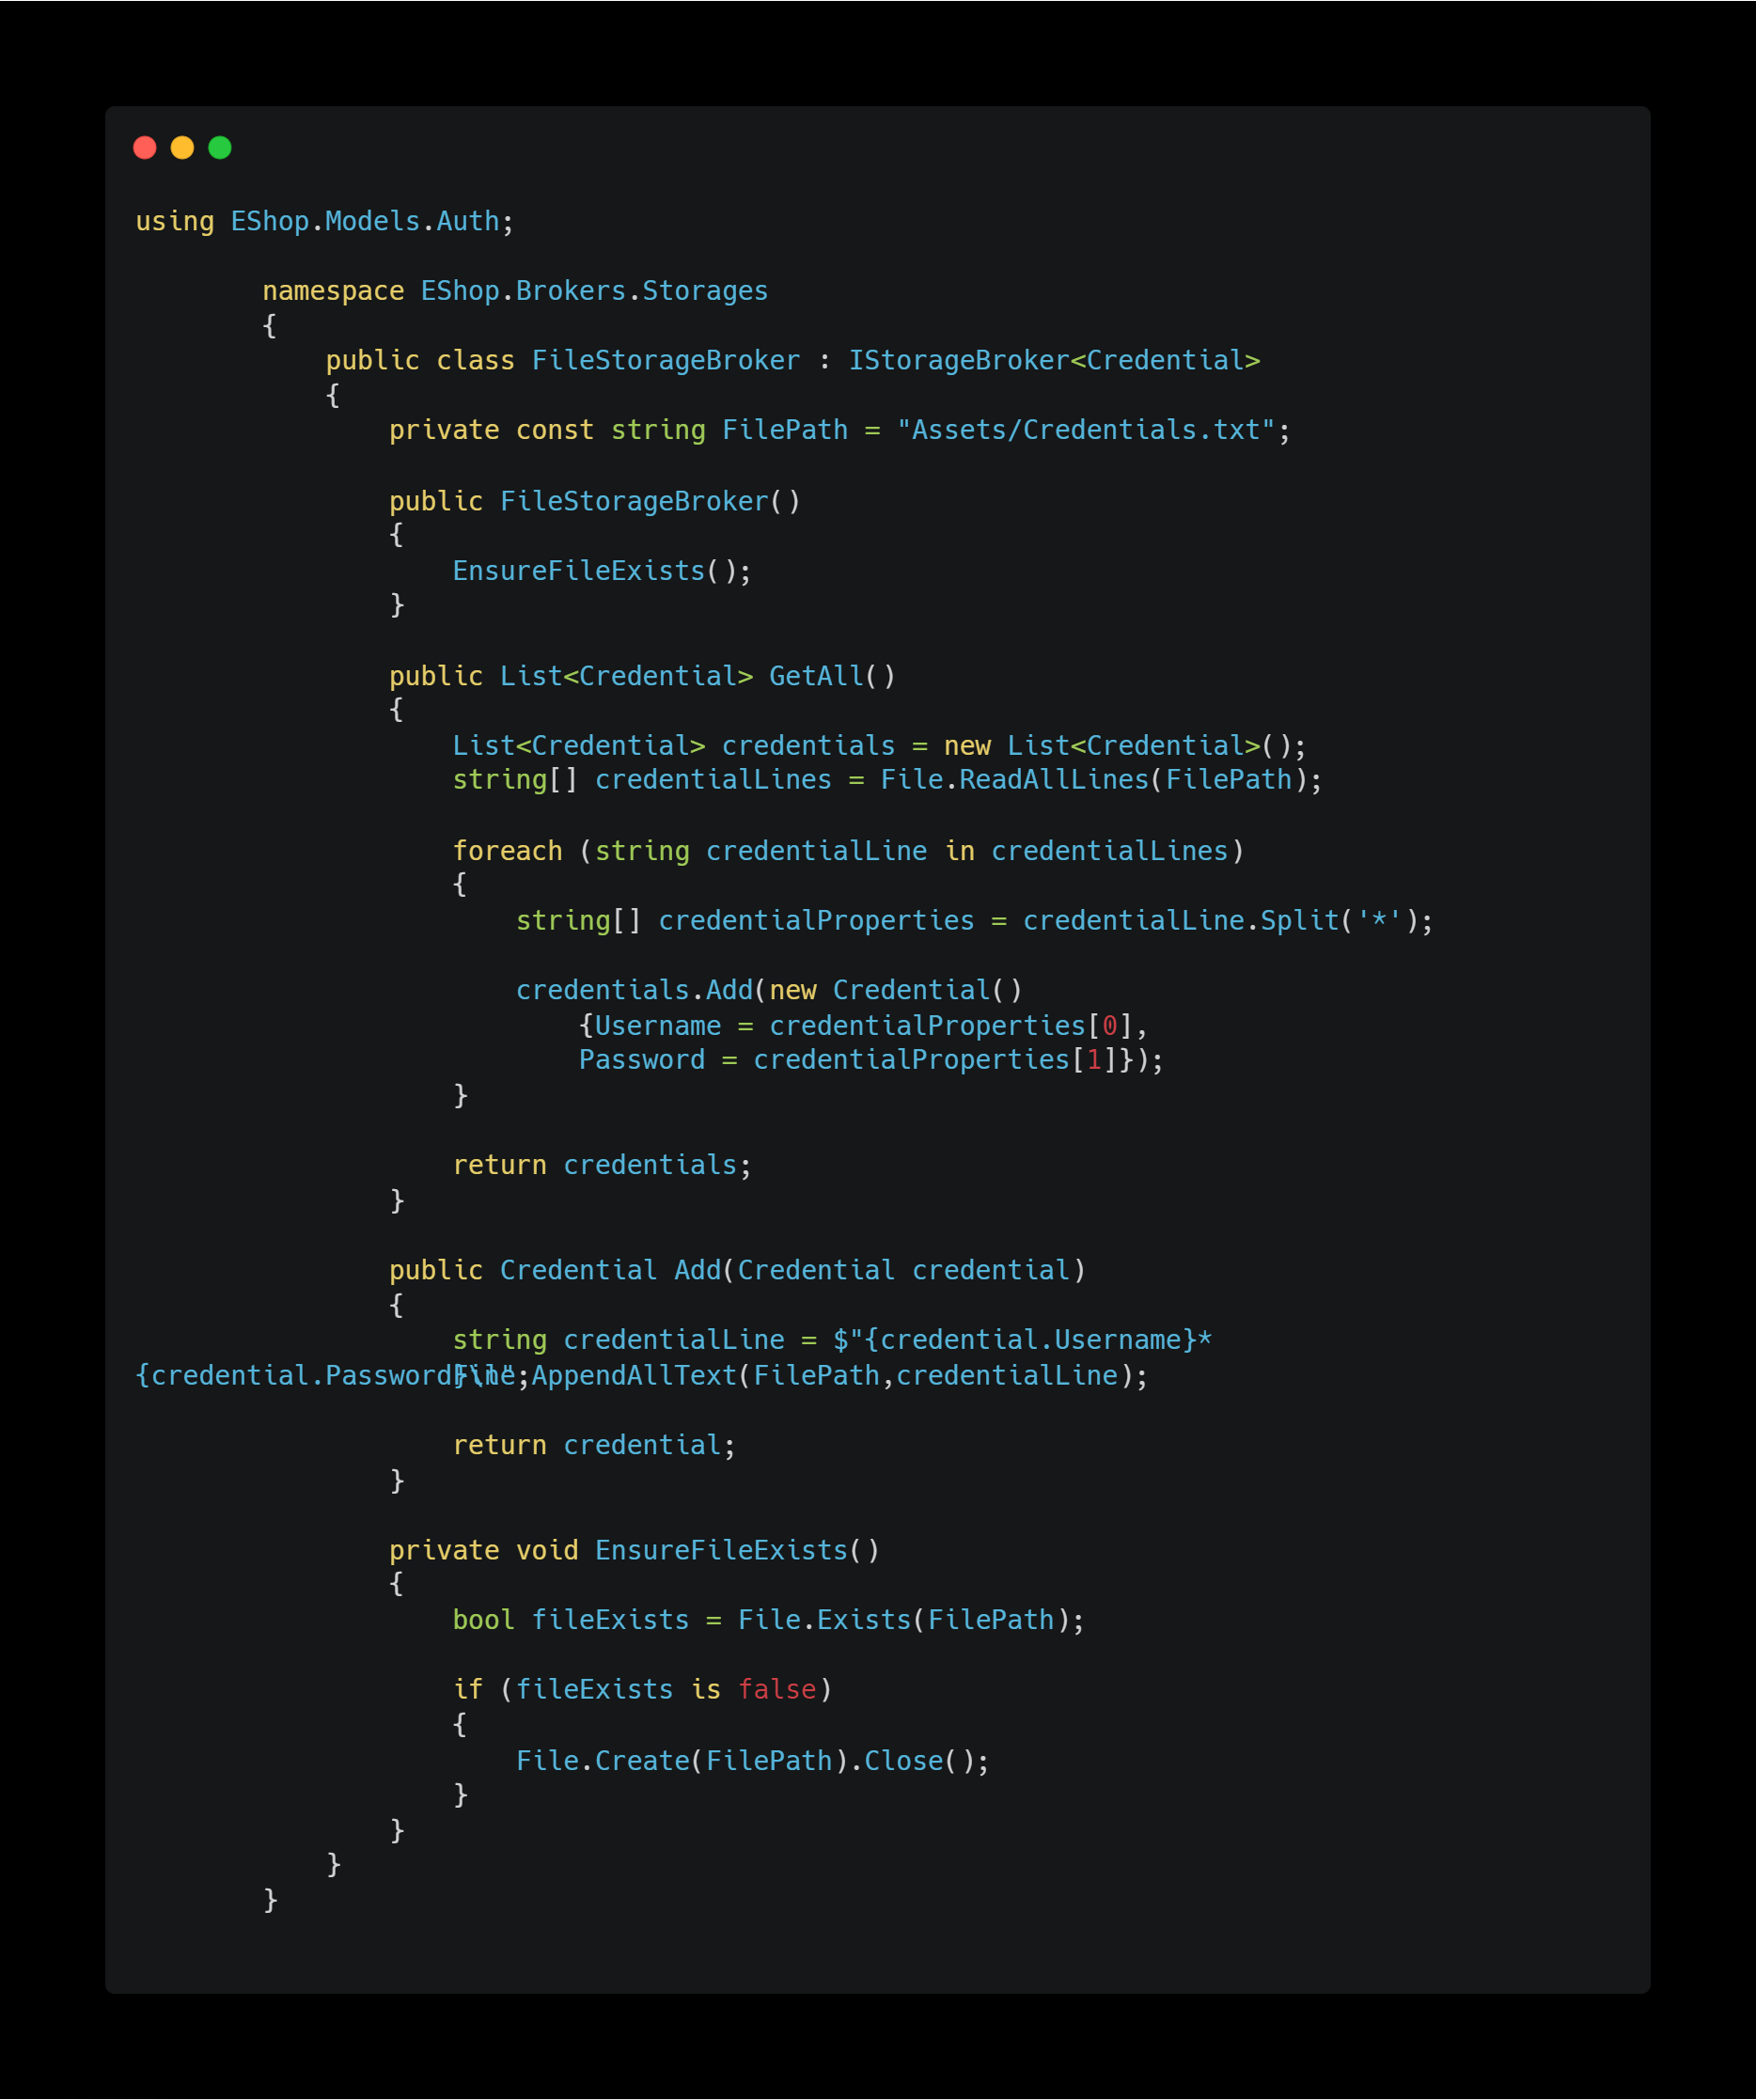 using EShop.Models.Auth;
namespace EShop.Brokers.Storages
{
public class FileStorageBroker : IStorageBroker<Credential>
{
private const string FilePath = "Assets/Credentials.txt";
public FileStorageBroker()
{
EnsureFileExists();
}
public List<Credential> GetAll()
{
List<Credential> credentials = new List<Credential>();
string[] credentialLines = File.ReadAllLines(FilePath);
foreach (string credentialLine in credentialLines)
{
string[] credentialProperties = credentialLine.Split('*');
credentials.Add(new Credential()
{Username = credentialProperties[0],
Password = credentialProperties[1]});
}
return credentials;
}
public Credential Add(Credential credential)
{
string credentialLine = $"{credential.Username}*
{credential.Password}\n";
File.AppendAllText(FilePath,credentialLine);
return credential;
}
private void EnsureFileExists()
{
bool fileExists = File.Exists(FilePath);
if (fileExists is false)
{
File.Create(FilePath).Close();
}
}
}
}